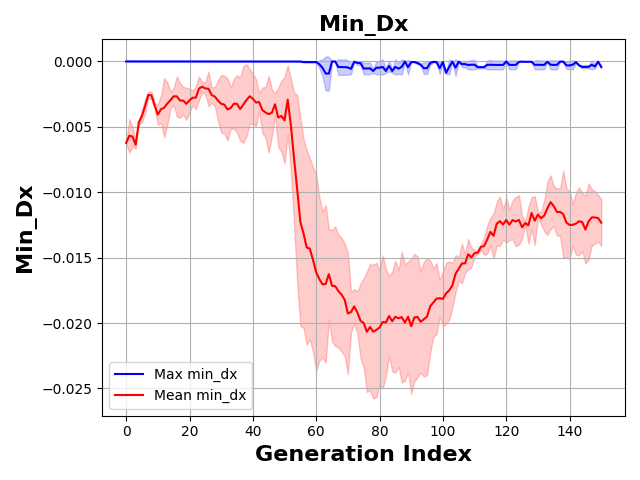 Min_Dx
0.000
−0.005
−0.010
−0.015
−0.020
−0.025
Min_Dx
Max min_dx
Mean min_dx
0 20 40 60 80 100 120 140
Generation Index